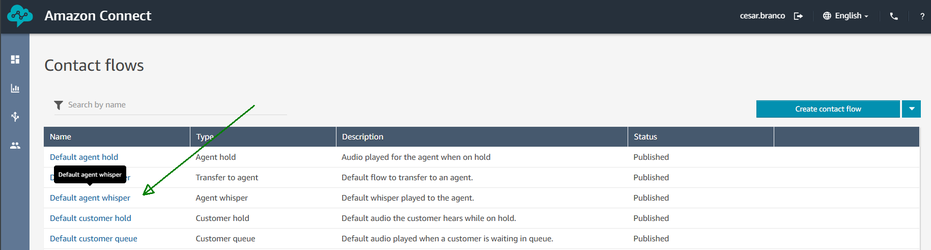 Amazon Connect
cesar.branco English ?
Contact flows
Search by name
Create contact flow
Name Type Description Status
Default agent hold Agent hold Audio played for the agent when on hold Published
Transfer to agent Default flow to transfer to an agent. Published
Default agent whisper
Default agent whisper Agent whisper Default whisper played to the agent. Published
Default customer hold Customer hold Default audio the customer hears while on hold. Published
Default customer queue Customer queue Default audio played when a customer is waiting in queue. Published